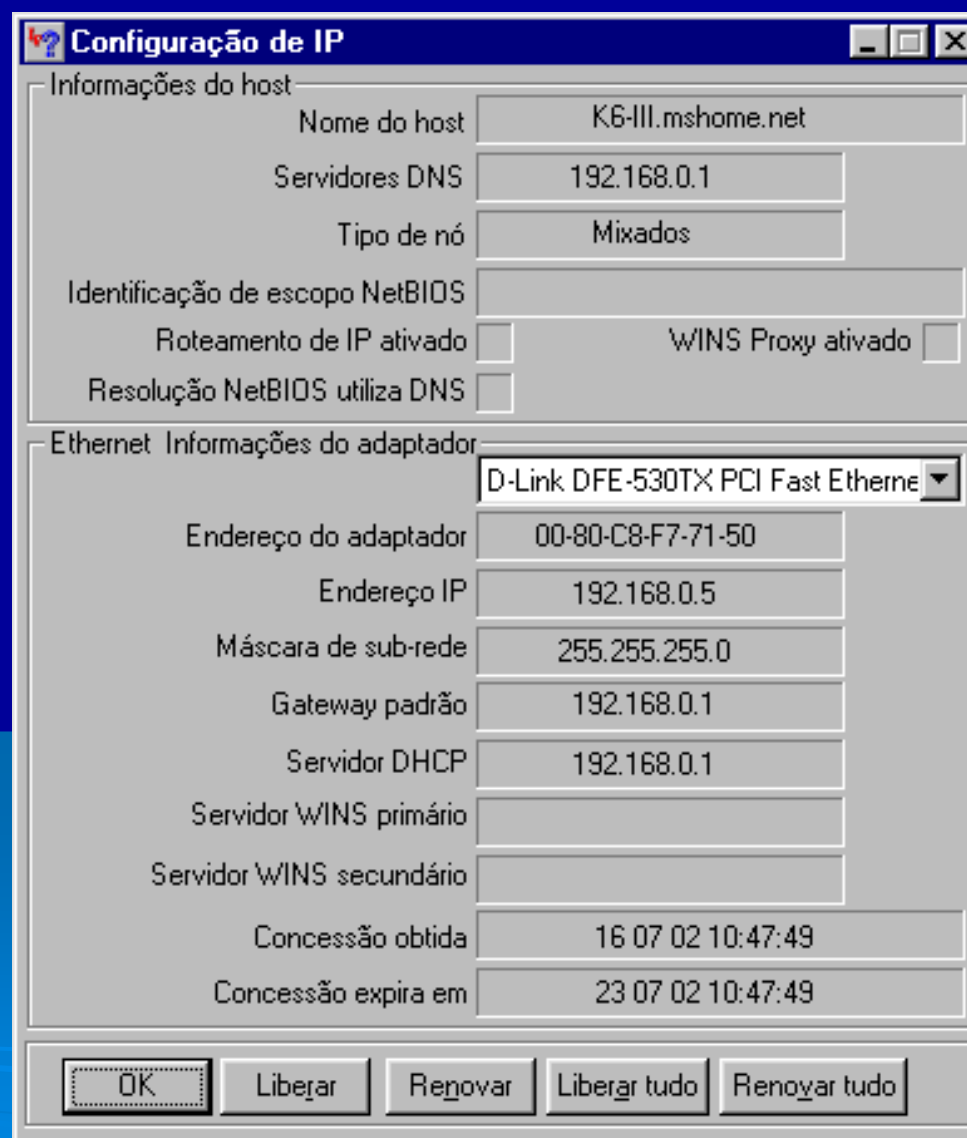 Configuração de IP
Informações do host
Nome do host K6-III.mshome.net
Servidores DNS 192.168.0.1
Tipo de nó Mixados
Identificação de escopo NetBIOS
Roteamento de IP ativado WINS Proxy ativado
Resolução NetBIOS utiliza DNS
Ethernet Informações do adaptador
D-Link DFE-530TX PCI Fast Etherne
Endereço do adaptador 00-80-C8-F7-71-50
Endereço IP 192.168.0.5
Máscara de sub-rede 255.255.255.0
Gateway padrão 192.168.0.1
Servidor DHCP 192.168.0.1
Servidor WINS primário
Servidor WINS secundário
Concessão obtida 16 07 02 10:47:49
Concessão expira em 23 07 02 10:47:49
OK Liberar Renovar Liberar tudo Renovar tudo